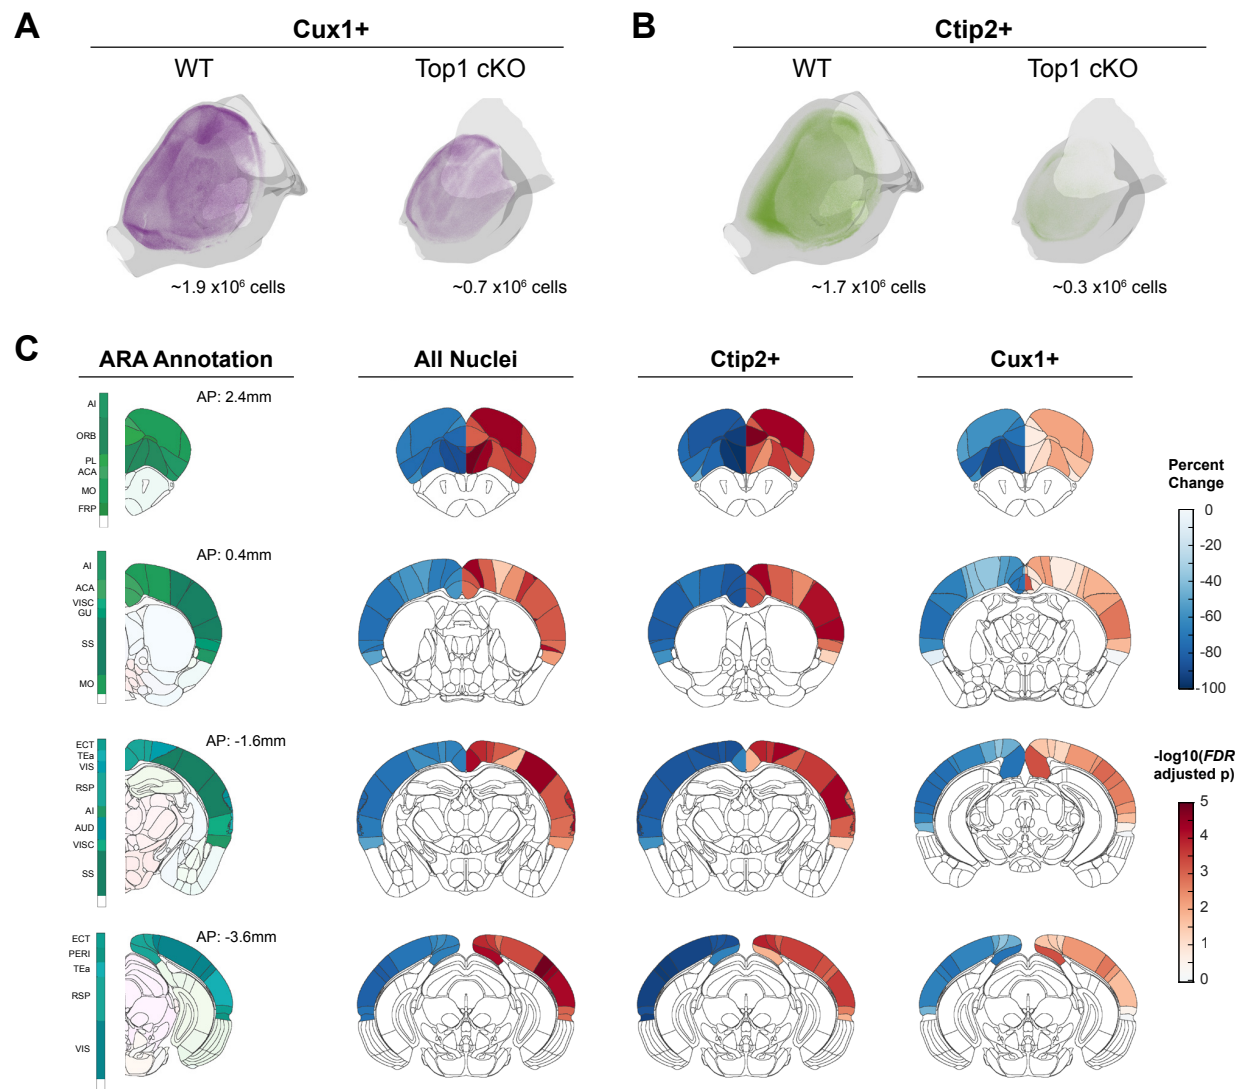 A
Cux1+
WT
Top1 cKO
~1.9 x10⁶ cells
~0.7 x10⁶ cells
B
Ctip2+
WT
Top1 cKO
~1.7 x10⁶ cells
~0.3 x10⁶ cells
C
ARA Annotation
All Nuclei
Ctip2+
Cux1+
AP: 2.4mm
AI
ORB
PL
ACA
MO
FRP
AP: 0.4mm
AI
ACA
VISC
GU
SS
MO
AP: -1.6mm
ECT
TEa
VIS
RSP
AI
AUD
VISC
SS
AP: -3.6mm
ECT
PERI
TEa
RSP
VIS
Percent
Change
0
-20
-40
-60
-80
-100
-log10(FDR
adjusted p)
5
4
3
2
1
0